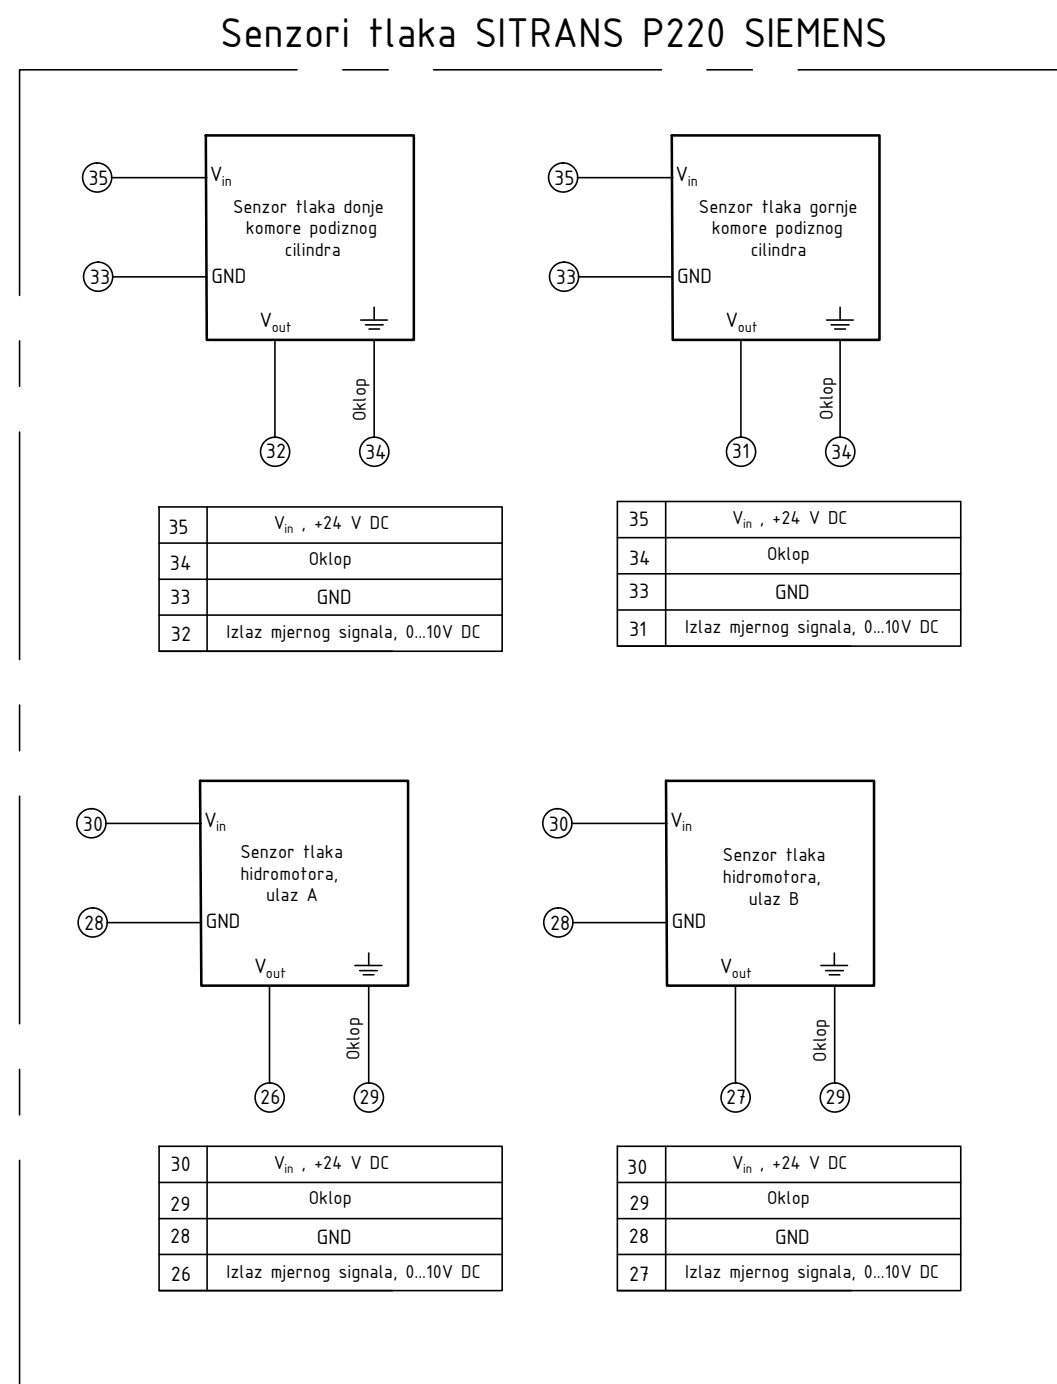 Senzori tlaka SITRANS P220 SIEMENS
35
V_in
Senzor tlaka donje
komore podiznog
cilindra
33
GND
V_out
Oklop
32
34
35
V_in
Senzor tlaka gornje
komore podiznog
cilindra
33
GND
V_out
Oklop
31
34
35 V_in , +24 V DC
34 Oklop
33 GND
32 Izlaz mjernog signala, 0...10V DC
35 V_in , +24 V DC
34 Oklop
33 GND
31 Izlaz mjernog signala, 0...10V DC
30
V_in
Senzor tlaka
hidromotora,
ulaz A
28
GND
V_out
Oklop
26
29
30
V_in
Senzor tlaka
hidromotora,
ulaz B
28
GND
V_out
Oklop
27
29
30 V_in , +24 V DC
29 Oklop
28 GND
26 Izlaz mjernog signala, 0...10V DC
30 V_in , +24 V DC
29 Oklop
28 GND
27 Izlaz mjernog signala, 0...10V DC